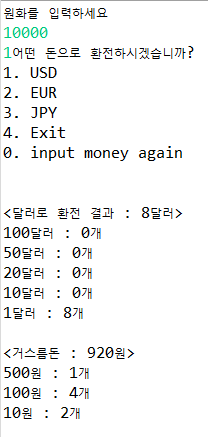 원화를 입력하세요
10000
1어떤 돈으로 환전하시겠습니까?
1. USD
2. EUR
3. JPY
4. Exit
0. input money again
<달러로 환전 결과 : 8달러>
100달러 : 0개
50달러 : 0개
20달러 : 0개
10달러 : 0개
1달러 : 8개
<거스름돈 : 920원>
500원 : 1개
100원 : 4개
10원 : 2개